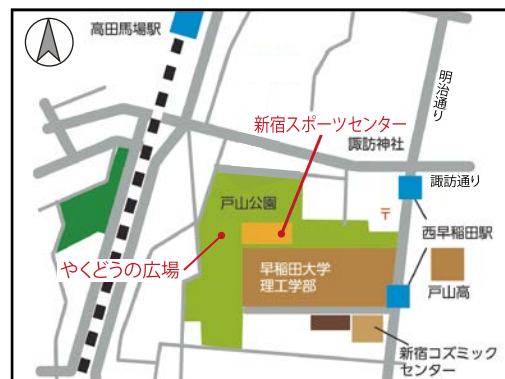 高田馬場駅
明治通り
新宿スポーツセンター
諏訪神社
諏訪通り
戸山公園
〒
西早稲田駅
やくどうの広場
早稲田大学
理工学部
戸山高
新宿コズミック
センター